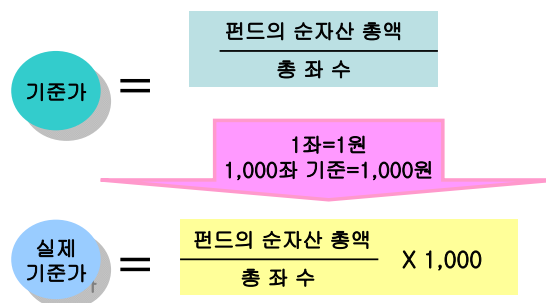 펀드의 순자산 총액
기준가 =
총 좌 수
1좌=1원
1,000좌 기준=1,000원
펀드의 순자산 총액
실제
기준가 = X 1,000
총 좌 수
1